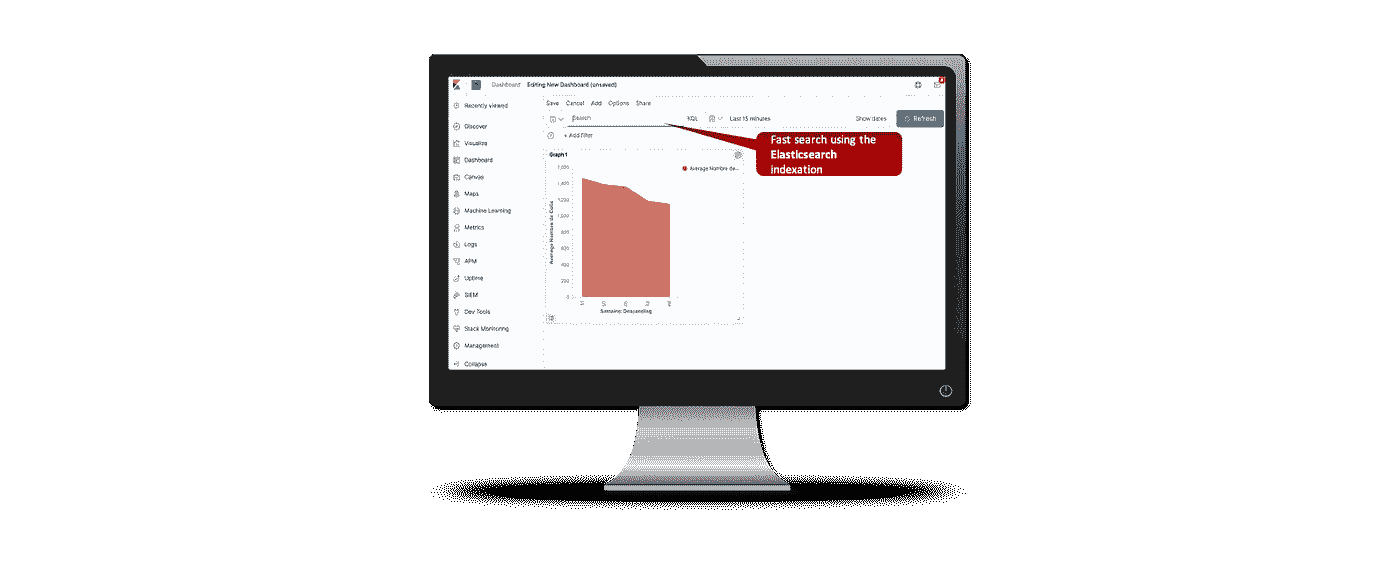 Dashboard Editing New Dashboard (unsaved)
Recently viewed
Discover
Visualize
Dashboard
Canvas
Maps
Machine Learning
Metrics
Logs
APM
Uptime
SIEM
Dev Tools
Stack Monitoring
Management
Collapse
Save Cancel Add Options Share
Search KQL Last 15 minutes Show dates Refresh
+ Add filter
Fast search using the
Elasticsearch
indexation
Graph1
Average Nombre de...
1,600
1,400
1,200
1,000
800
600
400
200
0
Average Nombre de
Semaine: Descending